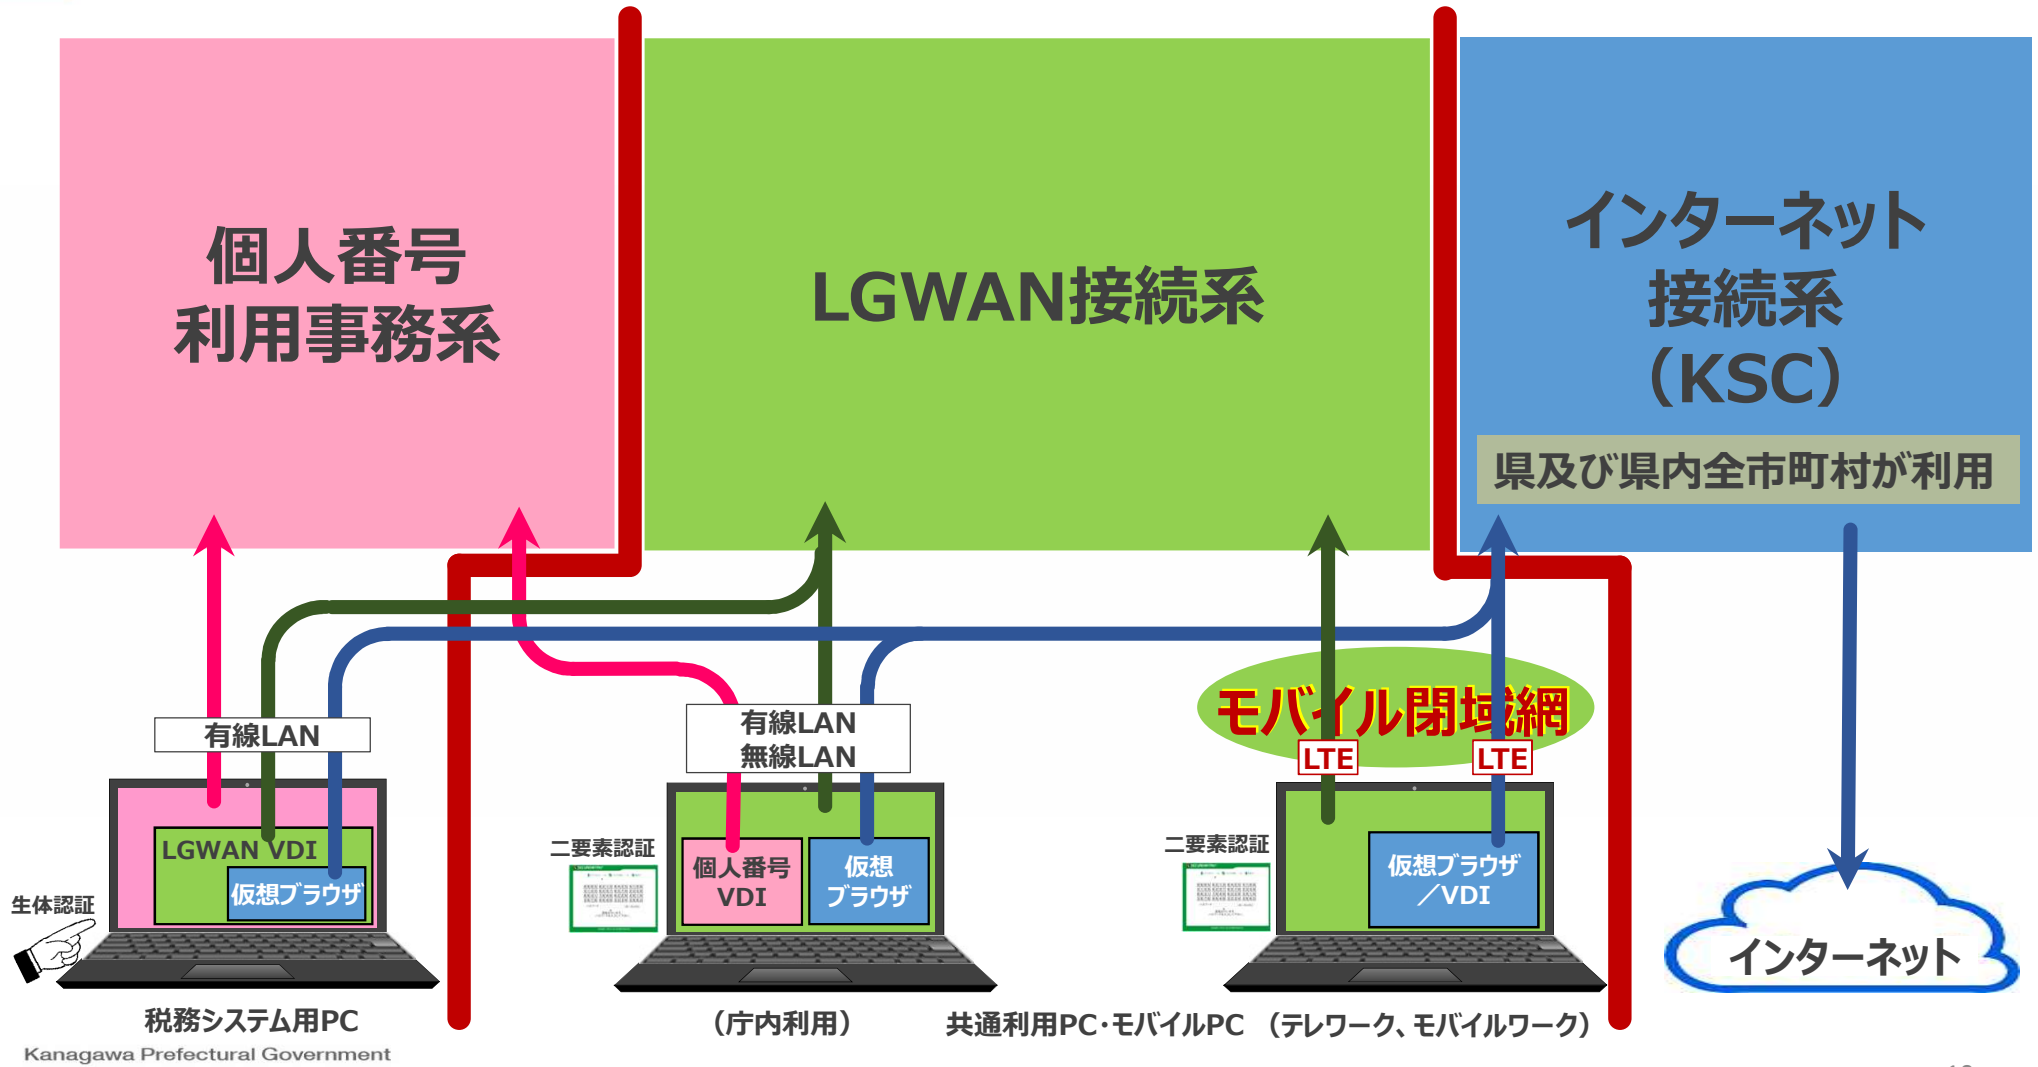 個人番号
利用事務系
LGWAN接続系
インターネット
接続系
（KSC）
県及び県内全市町村が利用
モバイル閉域網
LTE
LTE
有線LAN
有線LAN
無線LAN
LGWAN VDI
仮想ブラウザ
生体認証
二要素認証
個人番号
VDI
仮想
ブラウザ
二要素認証
仮想ブラウザ
／VDI
インターネット
税務システム用PC
（庁内利用）
共通利用PC・モバイルPC
（テレワーク、モバイルワーク）
Kanagawa Prefectural Government